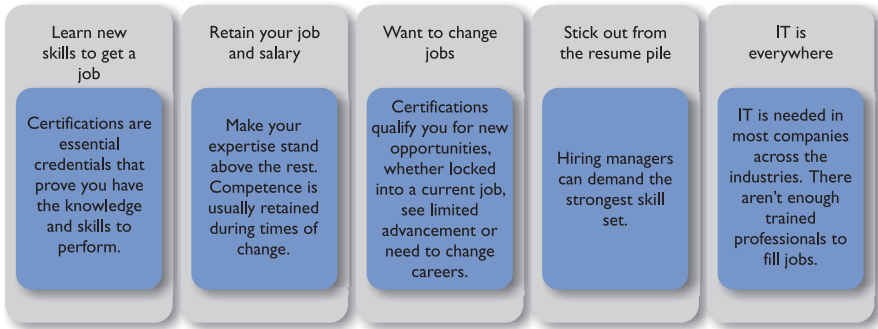 Learn new
skills to get a
job
Certifications are
essential
credentials that
prove you have
the knowledge
and skills to
perform.
Retain your job
and salary
Make your
expertise stand
above the rest.
Competence is
usually retained
during times of
change.
Want to change
jobs
Certifications
qualify you for new
opportunities,
whether locked
into a current job,
see limited
advancement or
need to change
careers.
Stick out from
the resume pile
Hiring managers
can demand the
strongest skill
set.
IT is
everywhere
IT is needed in
most companies
across the
industries. There
aren't enough
trained
professionals to
fill jobs.